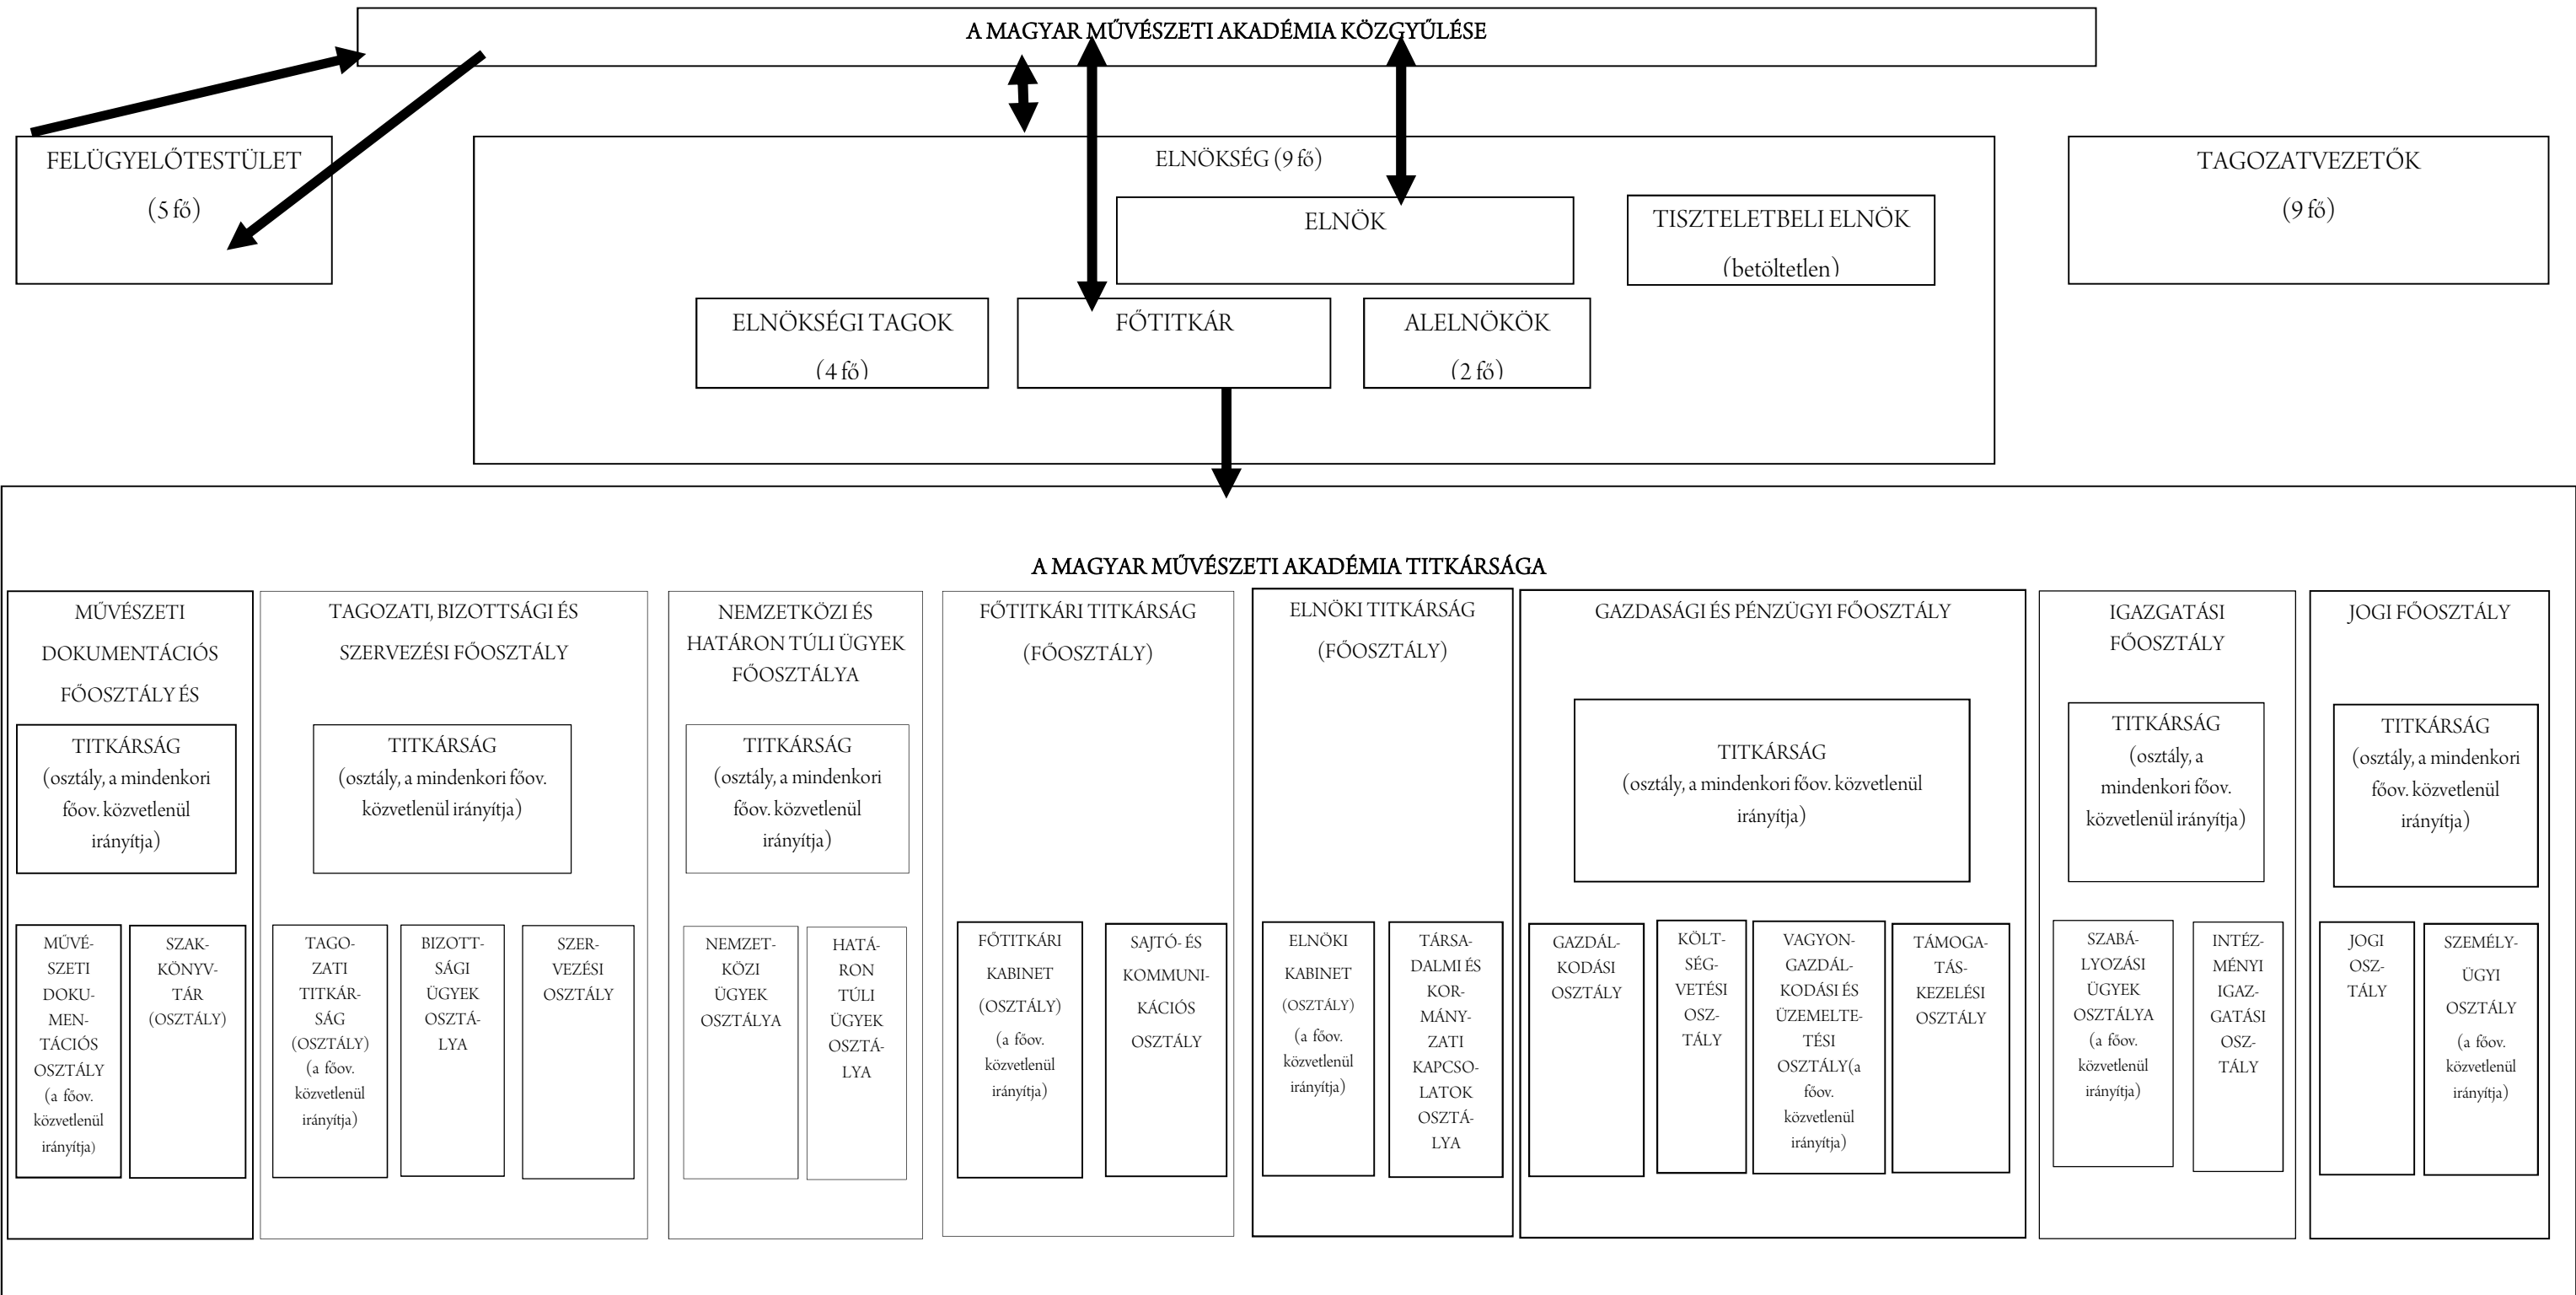 A MAGYAR MŰVÉSZETI AKADÉMIA KÖZGYŰLÉSE
FELÜGYELŐTESTÜLET
(5 fő)
ELNÖKSÉG (9 fő)
ELNÖK
TISZTELETBELI ELNÖK
(betöltetlen)
ELNÖKSÉGI TAGOK
(4 fő)
FŐTITKÁR
ALELNÖKÖK
(2 fő)
TAGOZATVEZETŐK
(9 fő)
A MAGYAR MŰVÉSZETI AKADÉMIA TITKÁRSÁGA
MŰVÉSZETI
DOKUMENTÁCIÓS
FŐOSZTÁLY ÉS
TITKÁRSÁG
(osztály, a mindenkori
főov. közvetlenül
irányítja)
MŰVÉ-
SZETI
DOKU-
MEN-
TÁCIÓS
OSZTÁLY
(a főov.
közvetlenül
irányítja)
SZAK-
KÖNYV-
TÁR
(OSZTÁLY)
TAGOZATI, BIZOTTSÁGI ÉS
SZERVEZÉSI FŐOSZTÁLY
TITKÁRSÁG
(osztály, a mindenkori főov.
közvetlenül irányítja)
TAGO-
ZATI
TITKÁR-
SÁG
(OSZTÁLY)
(a főov.
közvetlenül
irányítja)
BIZOTT-
SÁGI
ÜGYEK
OSZTÁ-
LYA
SZER-
VEZÉSI
OSZTÁLY
NEMZETKÖZI ÉS
HATÁRON TÚLI ÜGYEK
FŐOSZTÁLYA
TITKÁRSÁG
(osztály, a mindenkori
főov. közvetlenül
irányítja)
NEMZET-
KÖZI
ÜGYEK
OSZTÁLYA
HATÁ-
RON
TÚLI
ÜGYEK
OSZTÁ-
LYA
FŐTITKÁRI TITKÁRSÁG
(FŐOSZTÁLY)
FŐTITKÁRI
KABINET
(OSZTÁLY)
(a főov.
közvetlenül
irányítja)
SAJTÓ- ÉS
KOMMUNI-
KÁCIÓS
OSZTÁLY
ELNÖKI TITKÁRSÁG
(FŐOSZTÁLY)
ELNÖKI
KABINET
(OSZTÁLY)
(a főov.
közvetlenül
irányítja)
TÁRSA-
DALMI ÉS
KOR-
MÁNY-
ZATI
KAPCSO-
LATOK
OSZTÁ-
LYA
GAZDASÁGI ÉS PÉNZÜGYI FŐOSZTÁLY
TITKÁRSÁG
(osztály, a mindenkori főov. közvetlenül
irányítja)
GAZDÁL-
KODÁSI
OSZTÁLY
KÖLT-
SÉG-
VETÉSI
OSZ-
TÁLY
VAGYON-
GAZDÁL-
KODÁSI ÉS
ÜZEMELTE-
TÉSI
OSZTÁLY(a
főov.
közvetlenül
irányítja)
TÁMOGA-
TÁS-
KEZELÉSI
OSZTÁLY
IGAZGATÁSI
FŐOSZTÁLY
TITKÁRSÁG
(osztály, a
mindenkori főov.
közvetlenül irányítja)
SZABÁ-
LYOZÁSI
ÜGYEK
OSZTÁLYA
(a főov.
közvetlenül
irányítja)
INTÉZ-
MÉNYI
IGAZ-
GATÁSI
OSZ-
TÁLY
JOGI FŐOSZTÁLY
TITKÁRSÁG
(osztály, a mindenkori
főov. közvetlenül
irányítja)
JOGI
OSZ-
TÁLY
SZEMÉLY-
ÜGYI
OSZTÁLY
(a főov.
közvetlenül
irányítja)